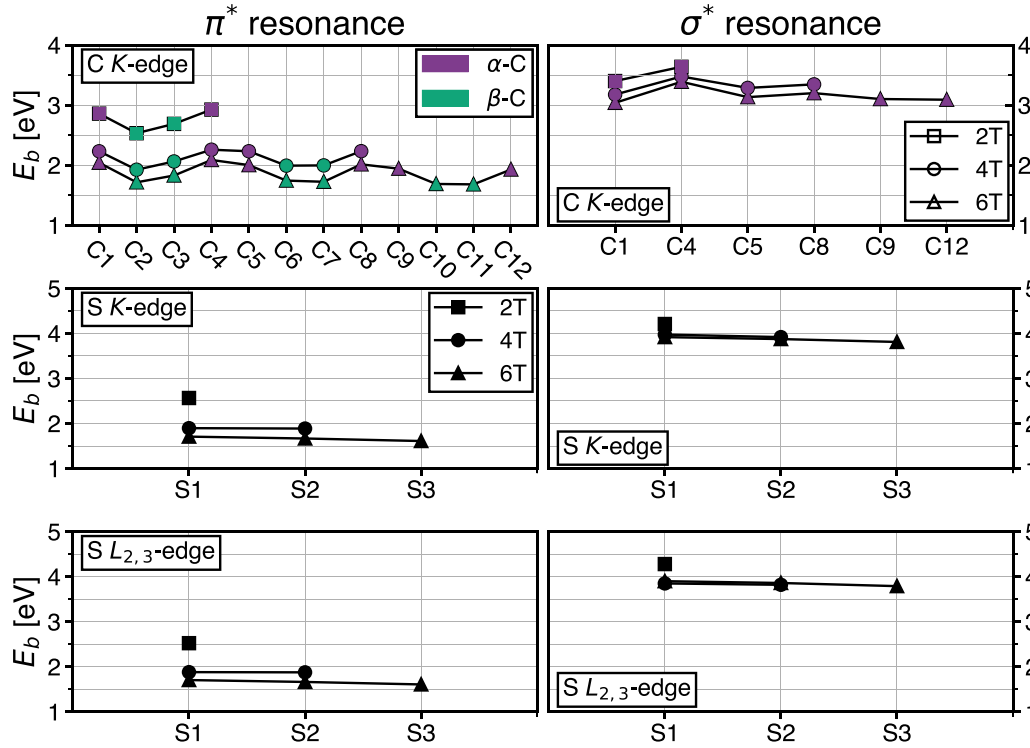 π* resonance
σ* resonance
E_b [eV]
4
3
2
1
C K-edge
α-C
β-C
C1
C2
C3
C4
C5
C6
C7
C8
C9
C10
C11
C12
4
3
2
1
C K-edge
2T
4T
6T
C1
C4
C5
C8
C9
C12
E_b [eV]
5
4
3
2
1
S K-edge
2T
4T
6T
S1
S2
S3
5
4
3
2
1
S K-edge
S1
S2
S3
E_b [eV]
5
4
3
2
1
S L2,3-edge
S1
S2
S3
5
4
3
2
1
S L2,3-edge
S1
S2
S3